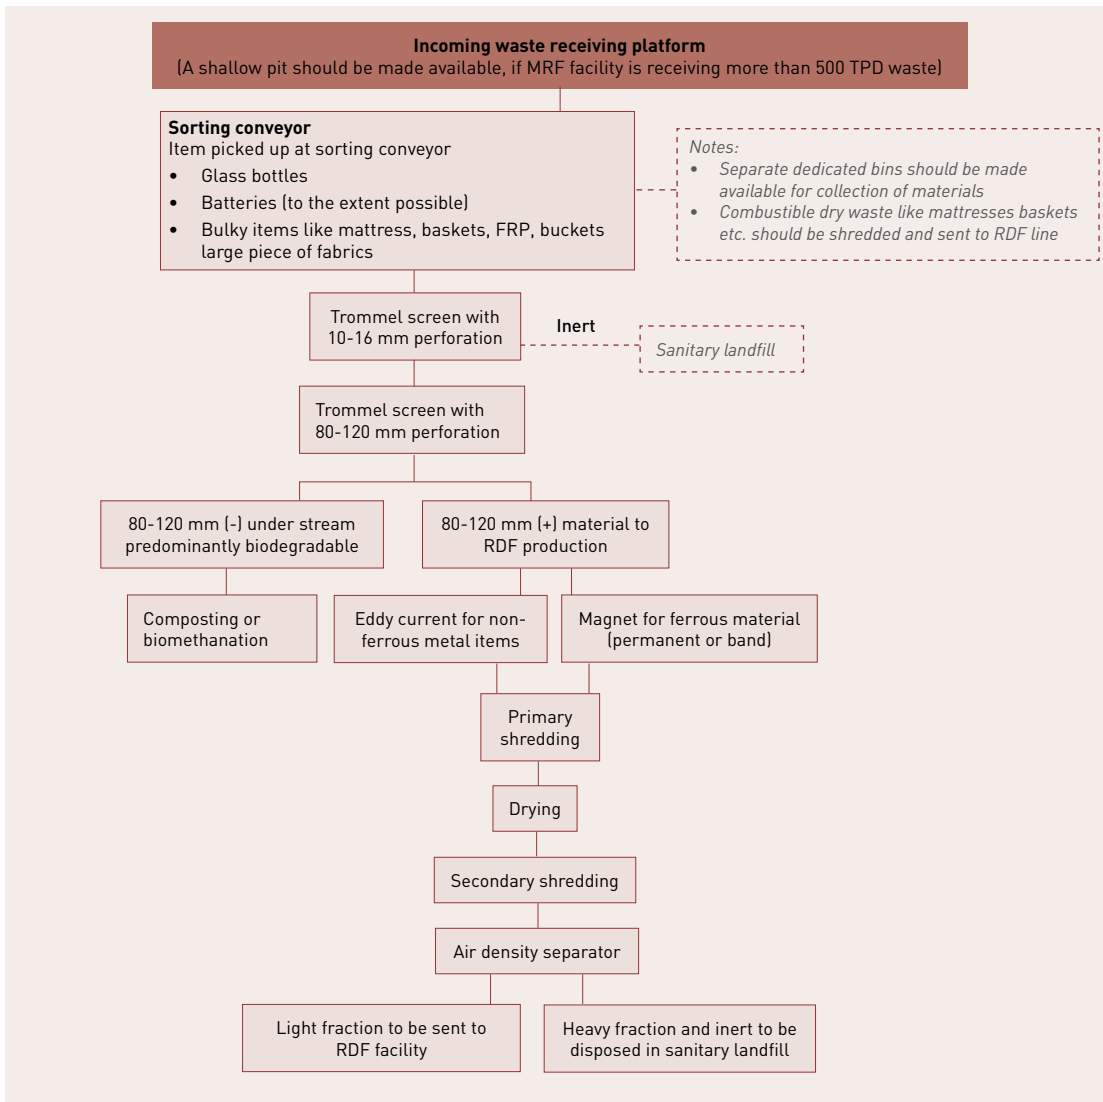 Incoming waste receiving platform
(A shallow pit should be made available, if MRF facility is receiving more than 500 TPD waste)
Sorting conveyor
Item picked up at sorting conveyor
• Glass bottles
• Batteries (to the extent possible)
• Bulky items like mattress, baskets, FRP, buckets
large piece of fabrics
Notes:
• Separate dedicated bins should be made
available for collection of materials
• Combustible dry waste like mattresses baskets
etc. should be shredded and sent to RDF line
Trommel screen with
10-16 mm perforation
Inert
Sanitary landfill
Trommel screen with
80-120 mm perforation
80-120 mm (-) under stream
predominantly biodegradable
80-120 mm (+) material to
RDF production
Composting or
biomethanation
Eddy current for non-
ferrous metal items
Magnet for ferrous material
(permanent or band)
Primary
shredding
Drying
Secondary shredding
Air density separator
Light fraction to be sent to
RDF facility
Heavy fraction and inert to be
disposed in sanitary landfill